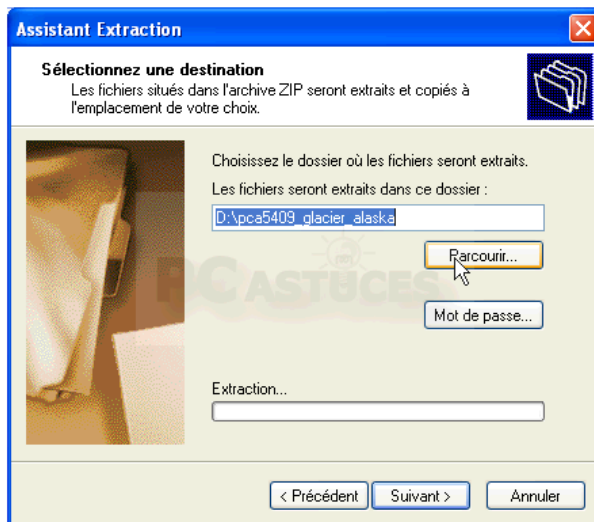 Assistant Extraction
Sélectionnez une destination
Les fichiers situés dans l'archive ZIP seront extraits et copiés à
l'emplacement de votre choix.
Choisissez le dossier où les fichiers seront extraits.
Les fichiers seront extraits dans ce dossier :
D:\pca5409_glacier_alaska
Parcourir...
PC ASTUCES
Mot de passe...
Extraction...
< Précédent
Suivant >
Annuler